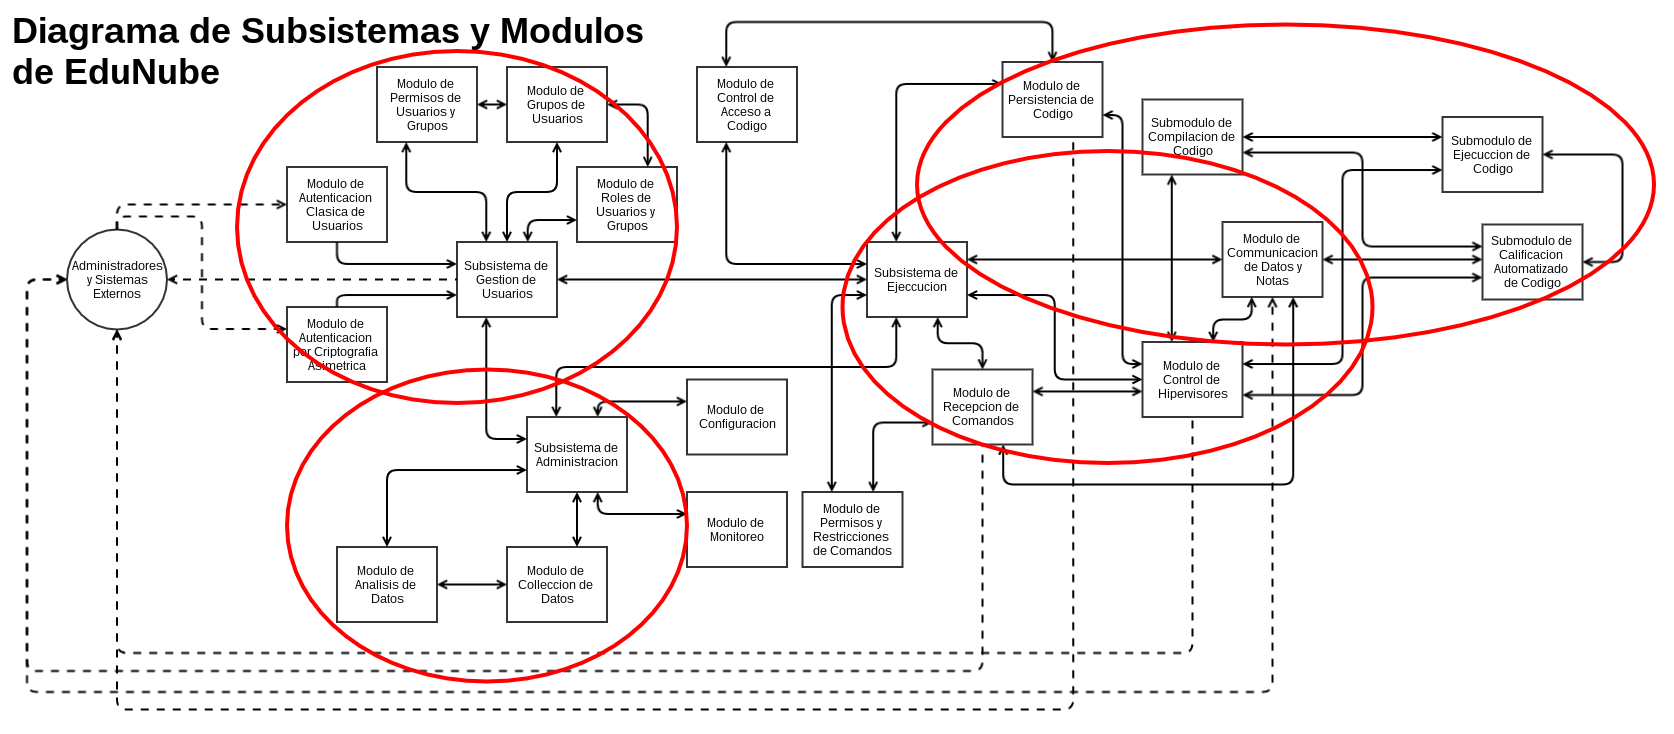 Diagrama de Subsistemas y Modulos
de EduNube
Modulo de
Permisos de
Usuarios y
Grupos
Modulo de
Grupos de
Usuarios
Modulo de
Control de
Acceso a
Codigo
Modulo de
Persistencia de
Codigo
Submodulo de
Compilacion de
Codigo
Submodulo de
Ejecuccion de
Codigo
Modulo de
Autenticacion
Clasica de
Usuarios
Modulo de
Roles de
Usuarios y
Grupos
Administradores
y Sistemas
Externos
Subsistema de
Gestion de
Usuarios
Subsistema de
Ejeccucion
Modulo de
Communicacion
de Datos y
Notas
Submodulo de
Calificacion
Automatizado
de Codigo
Modulo de
Autenticacion
por Criptografia
Asimetrica
Modulo de
Control de
Hipervisores
Modulo de
Recepcion de
Comandos
Modulo de
Configuracion
Subsistema de
Administracion
Modulo de
Monitoreo
Modulo de
Permisos y
Restricciones
de Comandos
Modulo de
Analisis de
Datos
Modulo de
Colleccion de
Datos